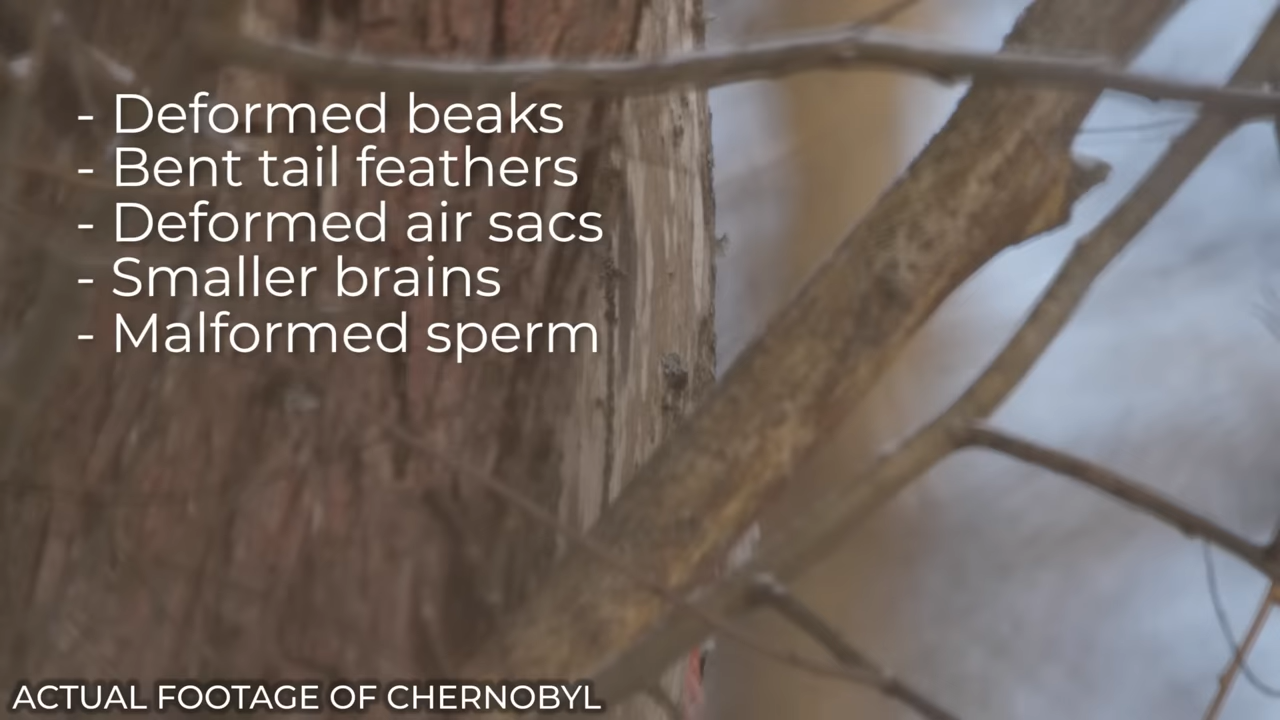 - Deformed beaks
- Bent tail feathers
- Deformed air sacs
- Smaller brains
- Malformed sperm
ACTUAL FOOTAGE OF CHERNOBYL